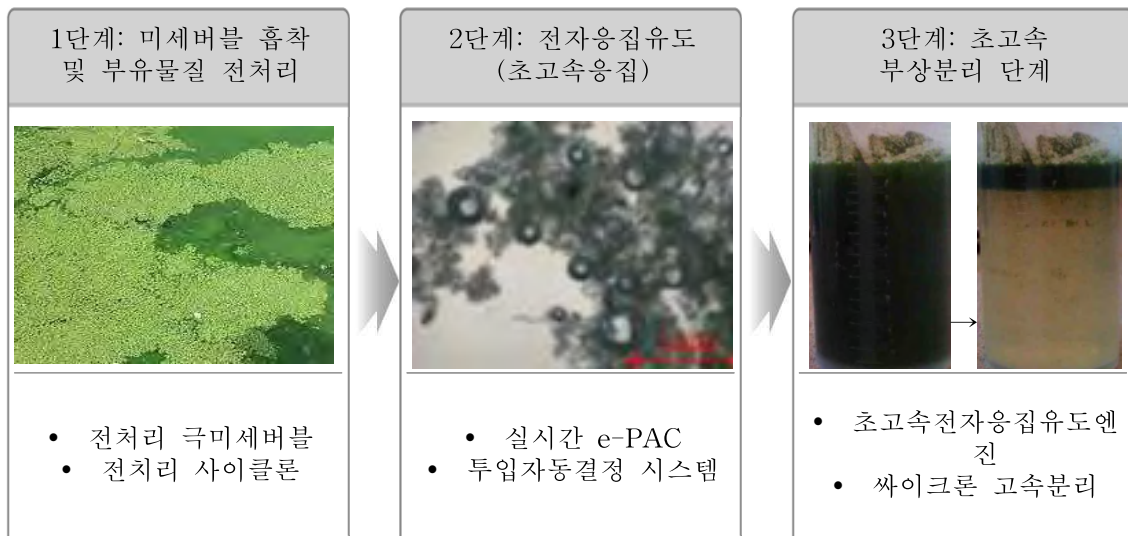 1단계: 미세버블 흡착
및 부유물질 전처리
2단계: 전자응집유도
(초고속응집)
3단계: 초고속
부상분리 단계
→
• 전처리 극미세버블
• 전치리 사이클론
• 실시간 e-PAC
• 투입자동결정 시스템
• 초고속전자응집유도엔
진
• 싸이크론 고속분리